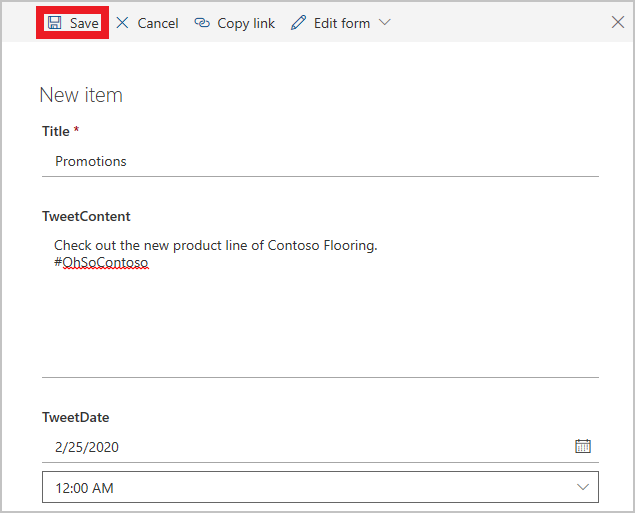 Save Cancel Copy link Edit form
New item
Title *
Promotions
TweetContent
Check out the new product line of Contoso Flooring.
#OhSoContoso
TweetDate
2/25/2020
12:00 AM